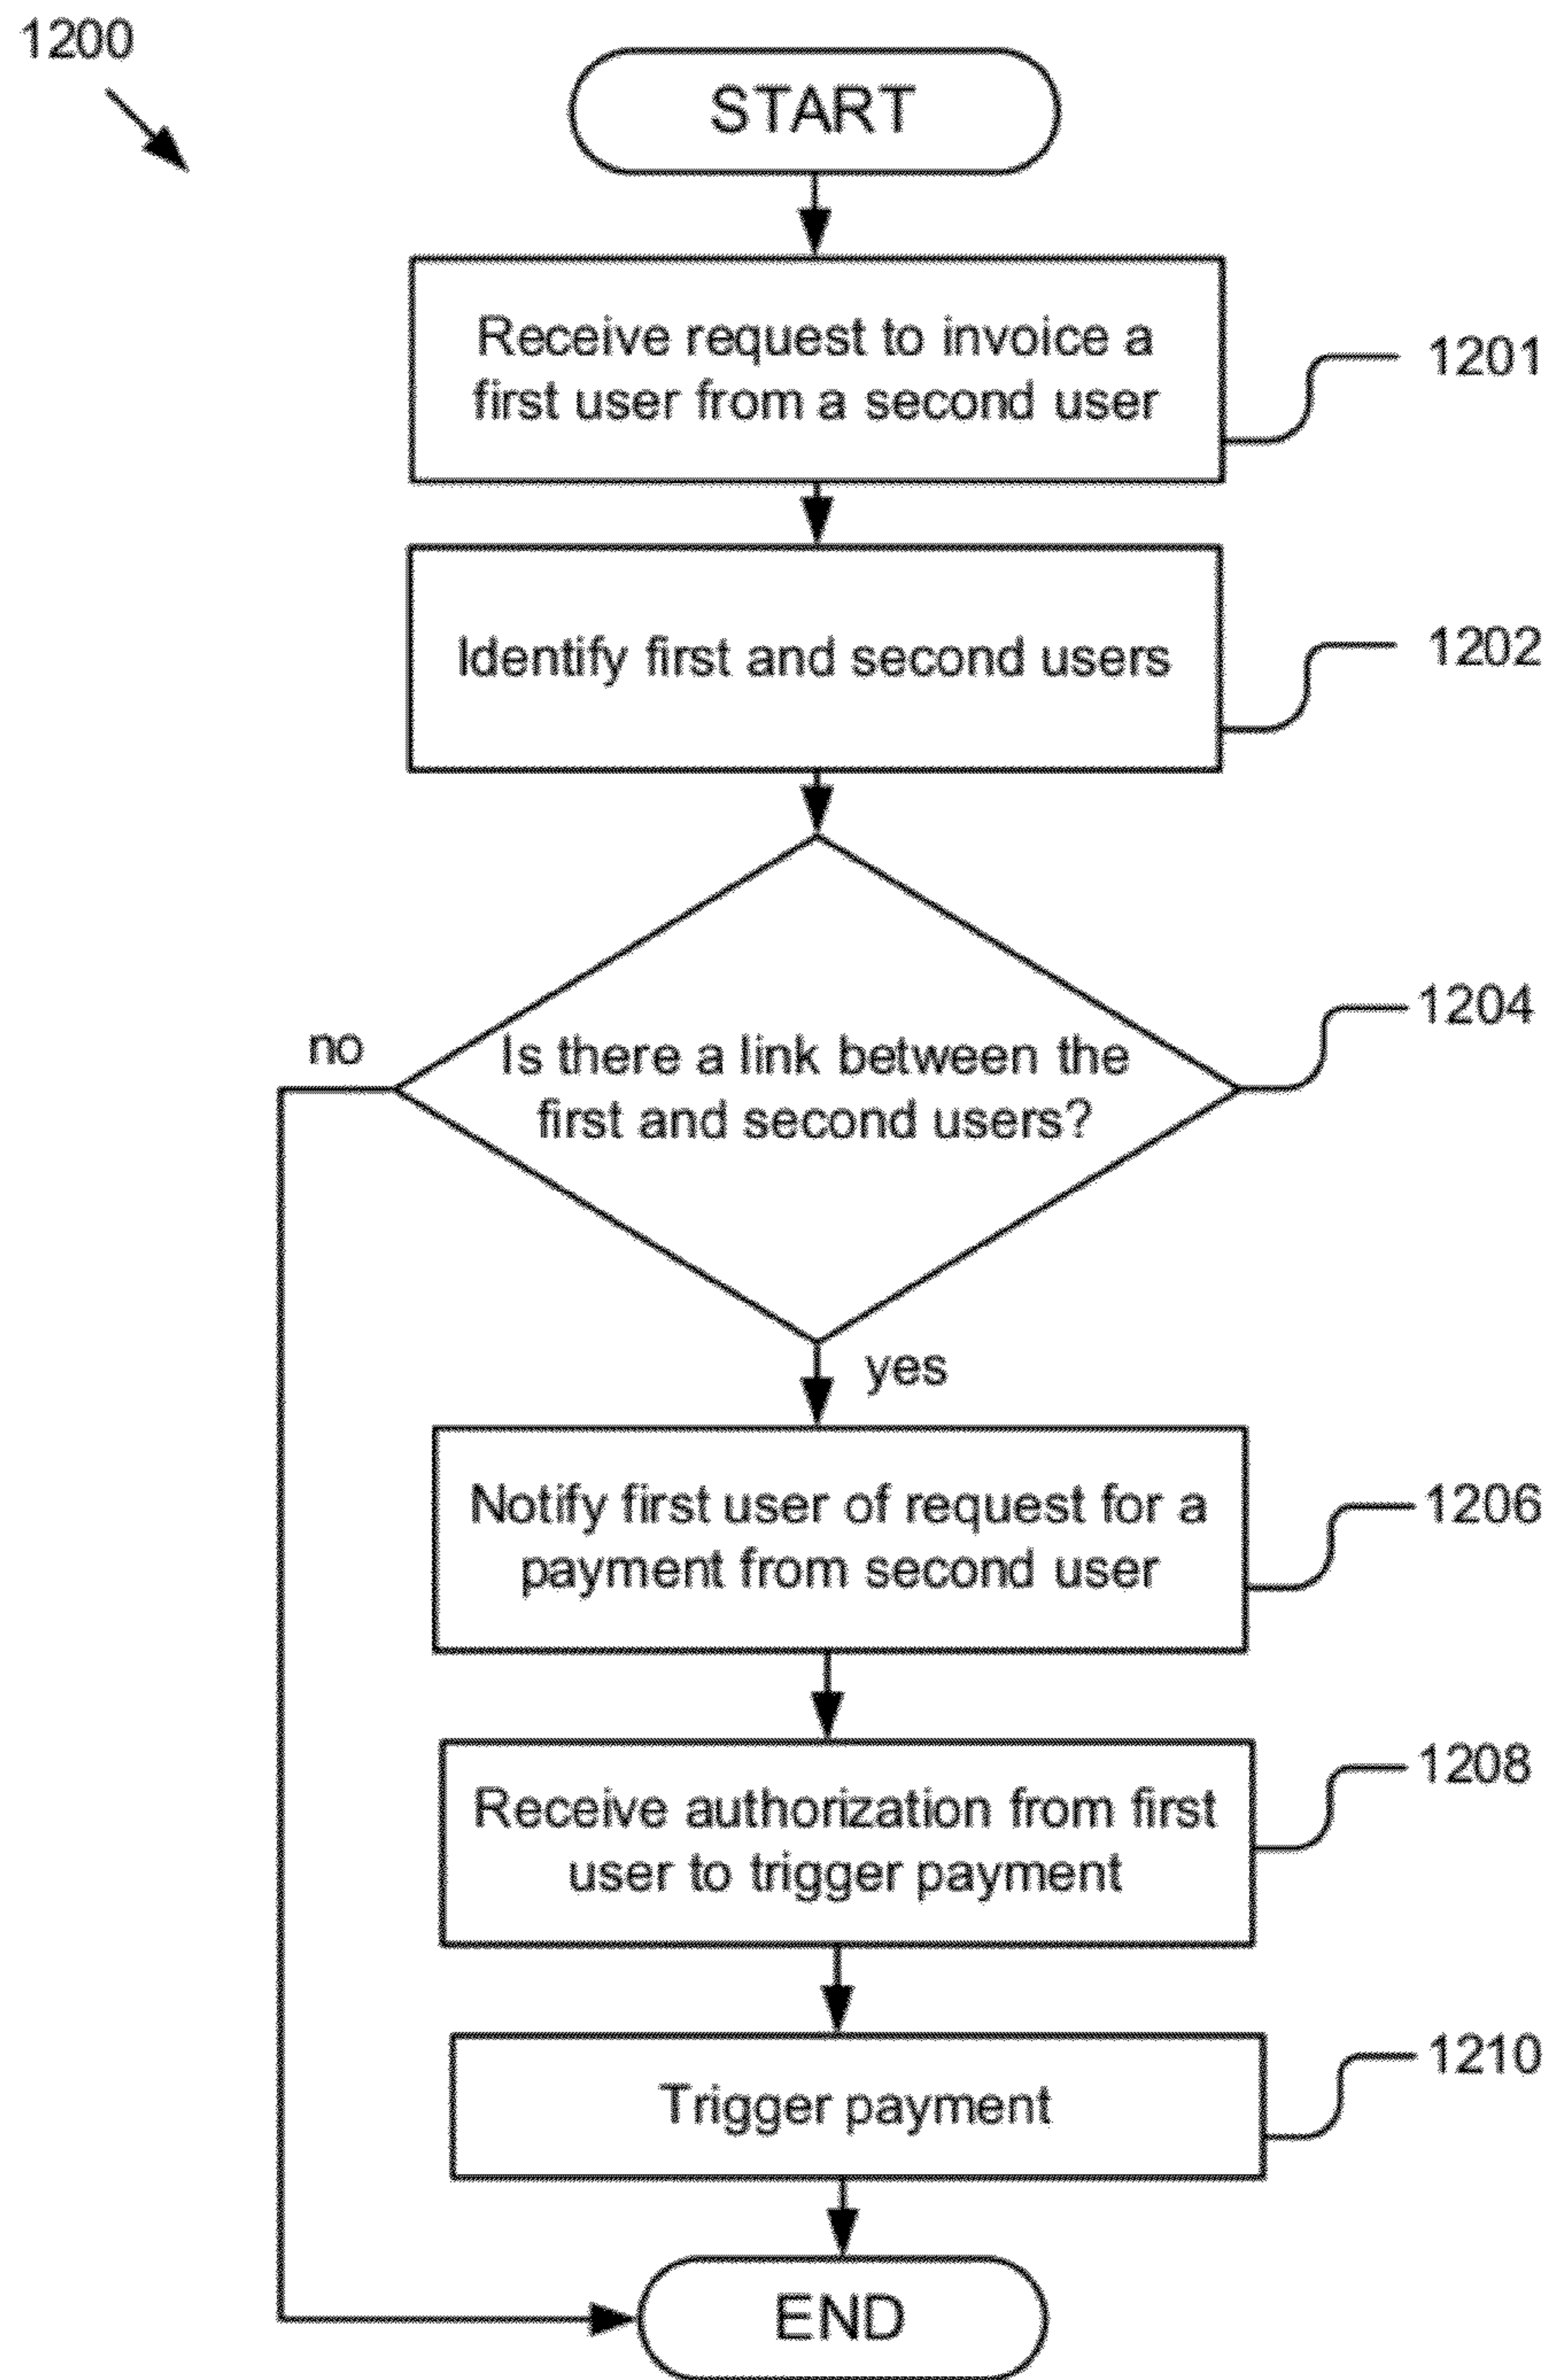 1200
START
Receive request to invoice a
first user from a second user
1201
Identify first and second users
1202
Is there a link between the
first and second users?
1204
no
yes
Notify first user of request for a
payment from second user
1206
Receive authorization from first
user to trigger payment
1208
Trigger payment
1210
END